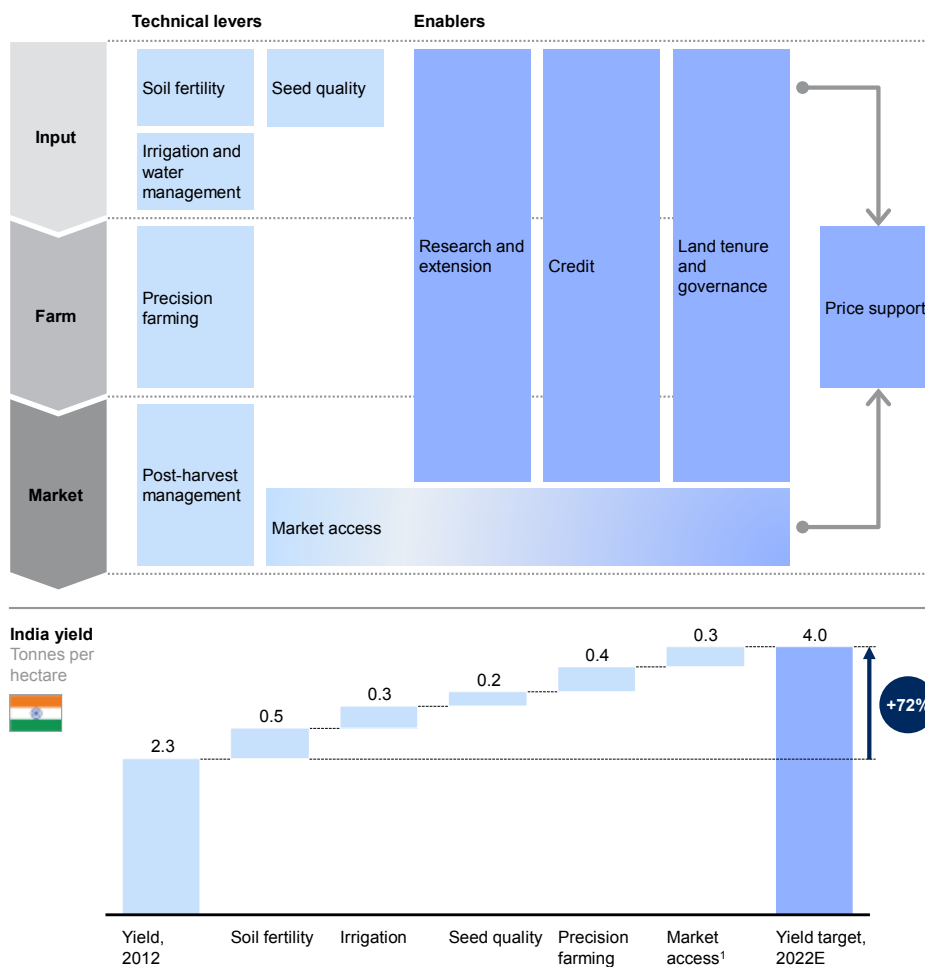 Technical levers
Enablers
Input
Soil fertility
Seed quality
Irrigation and
water
management
Farm
Precision
farming
Research and
extension
Credit
Land tenure
and
governance
Price support
Market
Post-harvest
management
Market access
India yield
Tonnes per
hectare
2.3
0.5
0.3
0.2
0.4
0.3
4.0
+72%
Yield,
2012
Soil fertility
Irrigation
Seed quality
Precision
farming
Market
access¹
Yield target,
2022E